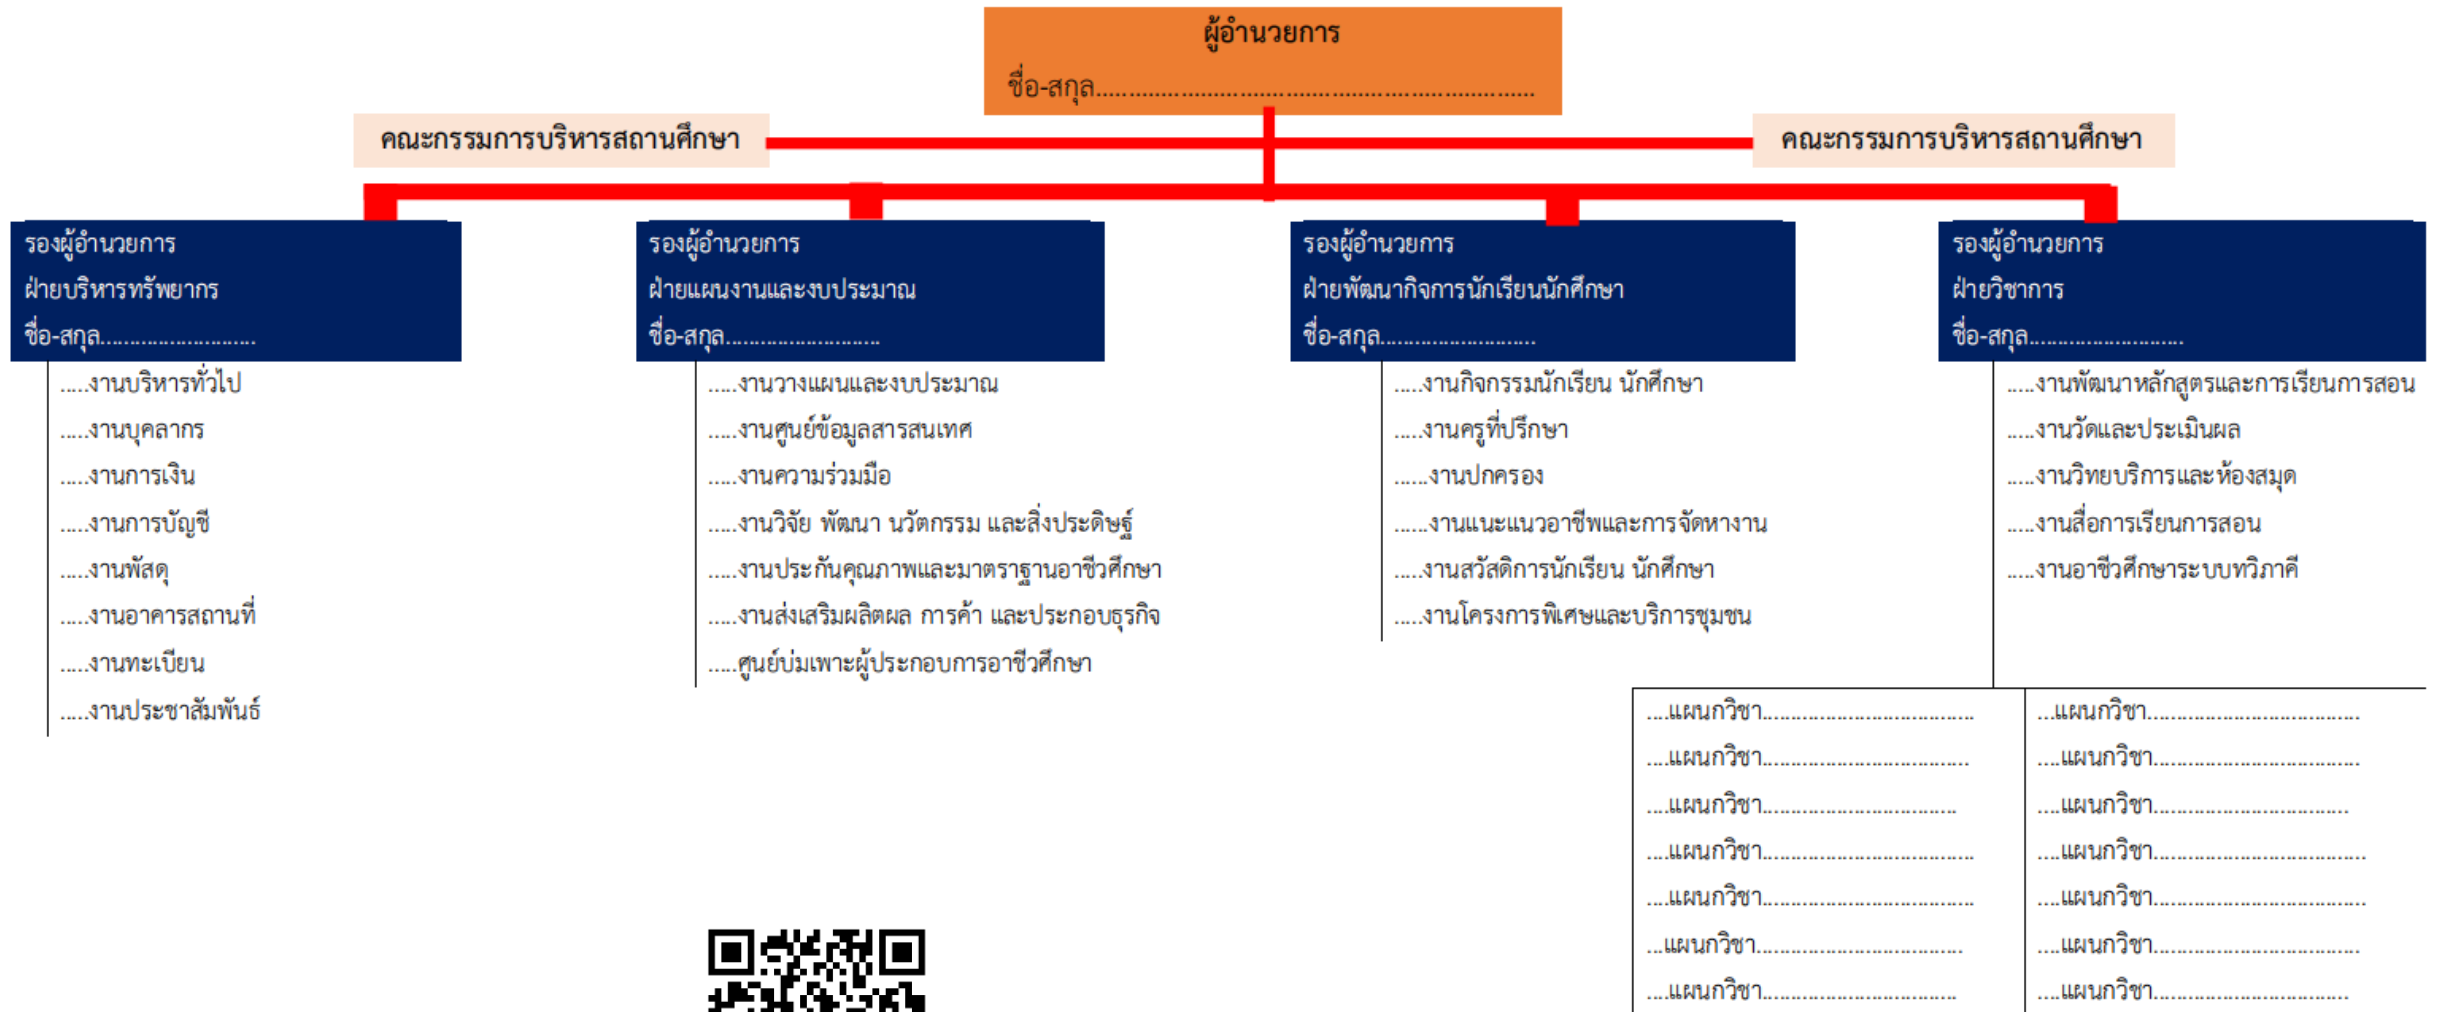 ผู้อำนวยการ
ชื่อ-สกุล......................................................
คณะกรรมการบริหารสถานศึกษา
คณะกรรมการบริหารสถานศึกษา
รองผู้อำนวยการ
ฝ่ายบริหารทรัพยากร
ชื่อ-สกุล...........................
.....งานบริหารทั่วไป
.....งานบุคลากร
.....งานการเงิน
.....งานการบัญชี
.....งานพัสดุ
.....งานอาคารสถานที่
.....งานทะเบียน
.....งานประชาสัมพันธ์
รองผู้อำนวยการ
ฝ่ายแผนงานและงบประมาณ
ชื่อ-สกุล...........................
.....งานวางแผนและงบประมาณ
.....งานศูนย์ข้อมูลสารสนเทศ
.....งานความร่วมมือ
.....งานวิจัย พัฒนา นวัตกรรม และสิ่งประดิษฐ์
.....งานประกันคุณภาพและมาตราฐานอาชีวศึกษา
.....งานส่งเสริมผลิตผล การค้า และประกอบธุรกิจ
.....ศูนย์บ่มเพาะผู้ประกอบการอาชีวศึกษา
รองผู้อำนวยการ
ฝ่ายพัฒนากิจการนักเรียนนักศึกษา
ชื่อ-สกุล...........................
.....งานกิจกรรมนักเรียน นักศึกษา
.....งานครูที่ปรึกษา
......งานปกครอง
......งานแนะแนวอาชีพและการจัดหางาน
.....งานสวัสดิการนักเรียน นักศึกษา
.....งานโครงการพิเศษและบริการชุมชน
รองผู้อำนวยการ
ฝ่ายวิชาการ
ชื่อ-สกุล...........................
.....งานพัฒนาหลักสูตรและการเรียนการสอน
.....งานวัดและประเมินผล
.....งานวิทยบริการและห้องสมุด
.....งานสื่อการเรียนการสอน
.....งานอาชีวศึกษาระบบทวิภาคี
....แผนกวิชา.....................................
....แผนกวิชา....................................
....แผนกวิชา..................................
....แผนกวิชา.....................................
....แผนกวิชา.....................................
...แผนกวิชา....................................
....แผนกวิชา..................................
...แผนกวิชา.....................................
....แผนกวิชา....................................
....แผนกวิชา..................................
....แผนกวิชา.....................................
....แผนกวิชา.....................................
....แผนกวิชา....................................
....แผนกวิชา..................................